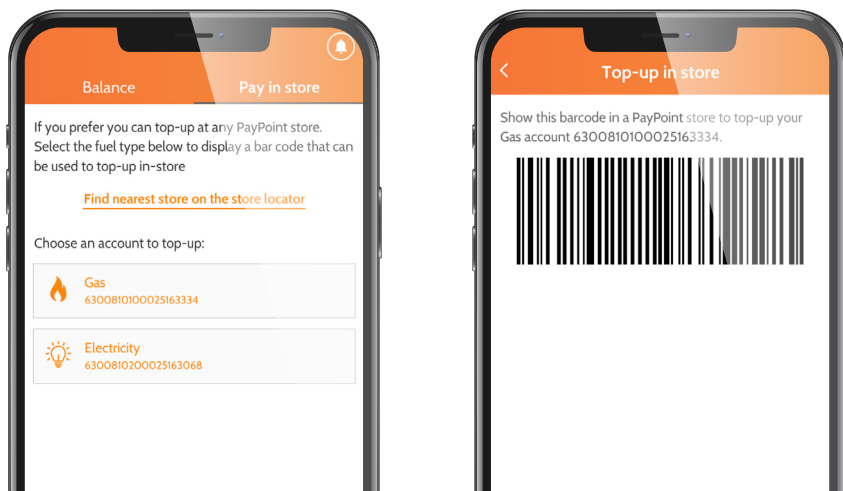 Balance
Pay in store
If you prefer you can top-up at any PayPoint store.
Select the fuel type below to display a bar code that can
be used to top-up in-store
Find nearest store on the store locator
Choose an account to top-up:
Gas
6300810100025163334
Electricity
6300810200025163068
Top-up in store
Show this barcode in a PayPoint store to top-up your
Gas account 6300810100025163334.